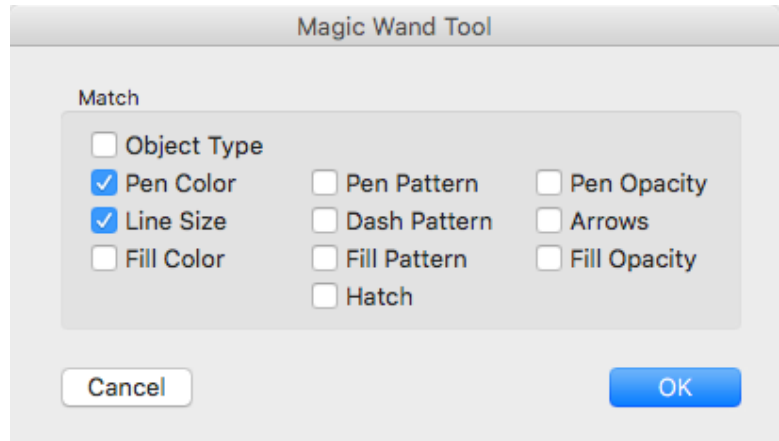 Magic Wand Tool
Match
Object Type
Pen Color Pen Pattern Pen Opacity
Line Size Dash Pattern Arrows
Fill Color Fill Pattern Fill Opacity
Hatch
Cancel OK